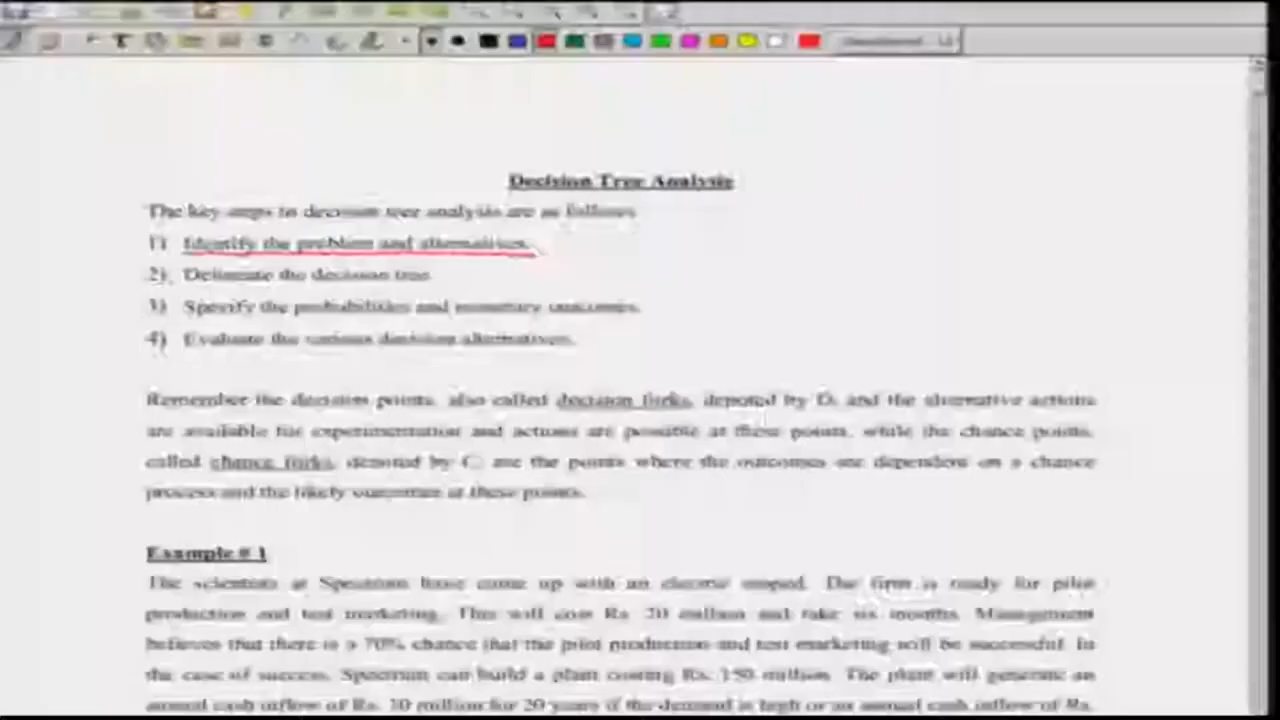 Decision Tree Analysis
The key steps in decision tree analysis are as follows
1) Identify the problem and alternatives.
2) Delineate the decision tree
3) Specify the probabilities and monetary outcomes.
4) Evaluate the various decision alternatives.
Remember the decision points, also called decision forks, denoted by D, and the alternative actions
are available for experimentation and actions are possible at these points, while the chance points,
called chance forks, denoted by C, are the points where the outcomes are dependent on a chance
process and the likely outcomes at these points.
Example # 1
The scientists at Spectrum have come up with an electric moped. The firm is ready for pilot
production and test marketing. This will cost Rs. 20 million and take six months. Management
believes that there is a 70% chance that the pilot production and test marketing will be successful. In
the case of success, Spectrum can build a plant costing Rs. 150 million. The plant will generate an
annual cash inflow of Rs. 30 million for 20 years if the demand is high or an annual cash inflow of Rs.